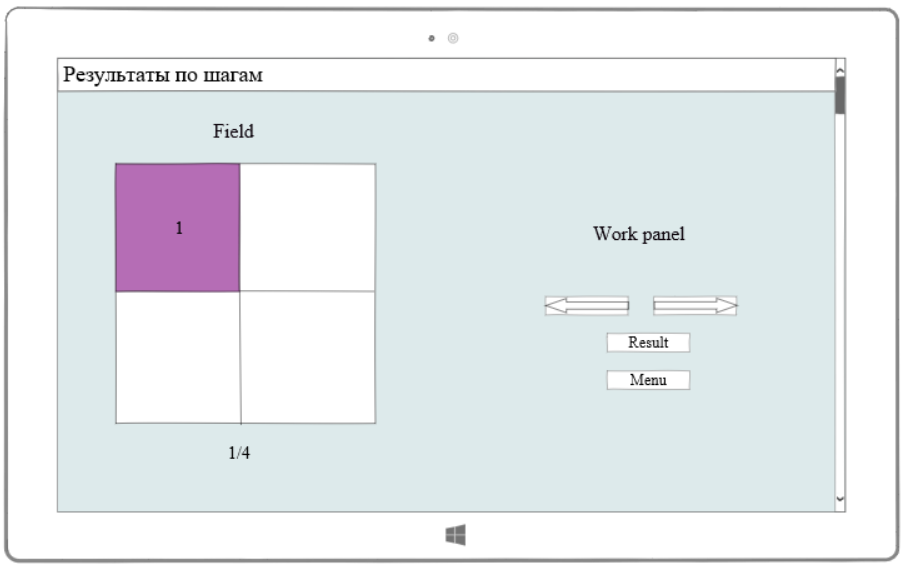 Результаты по шагам
Field
1
1/4
Work panel
Result
Menu